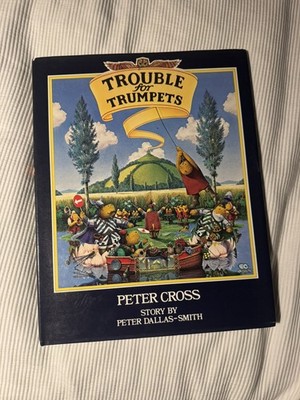 TROUBLE
for
TRUMPETS
PETER CROSS
STORY BY
PETER DALLAS-SMITH